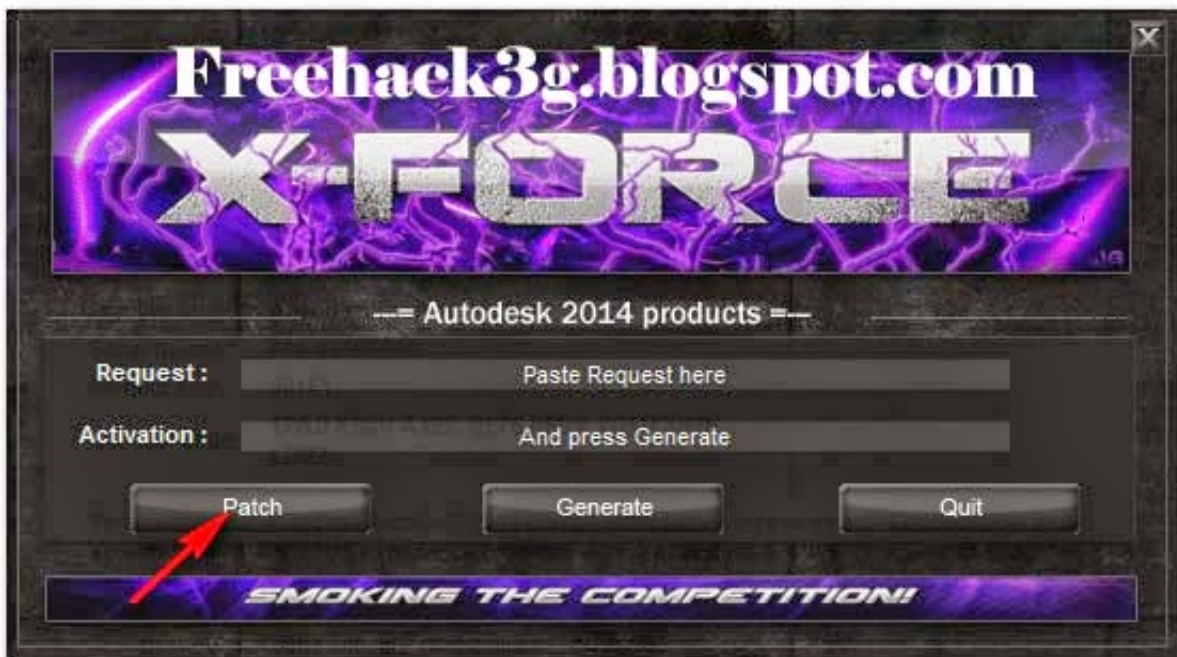 Freehack3g.blogspot.com
X-FORCE
JG
---= Autodesk 2014 products =---
Request :
Paste Request here
Activation :
And press Generate
Patch
Generate
Quit
SMOKING THE COMPETITION!